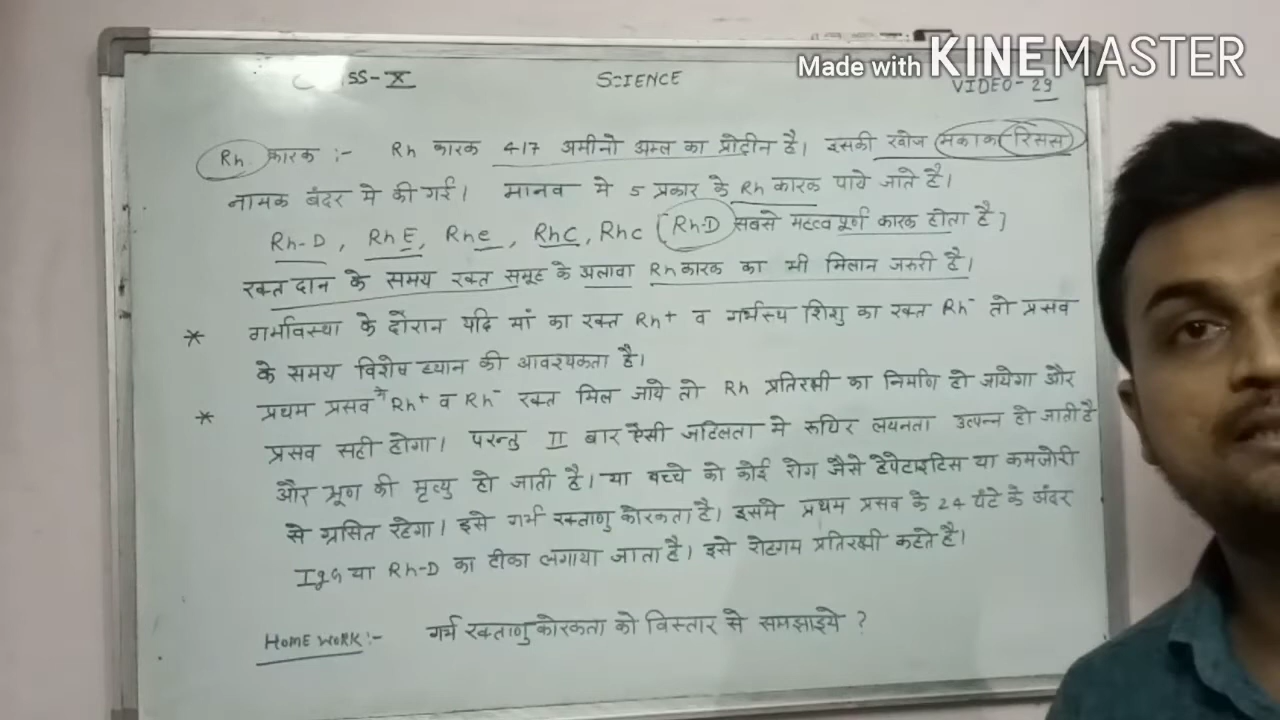 Made with KINEMASTER
SS-X SCIENCE VIDEO-29
Rh कारक :- Rh कारक 417 अमीनो अम्ल का प्रोटीन है। इसकी खोज मकाका रिसस
नामक बंदर मे की गई। मानव मे 5 प्रकार के Rh कारक पाये जाते है।
Rh-D, RhE, Rhe, RhC, Rhc (Rh-D सबसे महत्वपूर्ण कारक होता है)
रक्त दान के समय रक्त समूह के अलावा Rh कारक का भी मिलान जरुरी है।
* गर्भावस्था के दौरान यदि मां का रक्त Rh+ व गर्भस्थ शिशु का रक्त Rh- तो प्रसव
के समय विशेष ध्यान की आवश्यकता है।
* प्रथम प्रसव मे Rh+ व Rh- रक्त मिल जाये तो Rh प्रतिरक्षी का निर्माण हो जायेगा और
प्रसव सही होगा। परन्तु II बार ऐसी जटिलता मे रूधिर लयनता उत्पन्न हो जाती है
और भ्रूण की मृत्यु हो जाती है। या बच्चे को कोई रोग जैसे हेपेटाइटिस या कमजोरी
से ग्रसित रहेगा। इसे गर्भ रक्ताणु कोरकता है। इसमे प्रथम प्रसव के 24 घंटे के अंदर
IgG या Rh-D का टीका लगाया जाता है। इसे रोहगम प्रतिरक्षी कहते है।
HOME WORK:- गर्भ रक्ताणु कोरकता को विस्तार से समझाइये ?